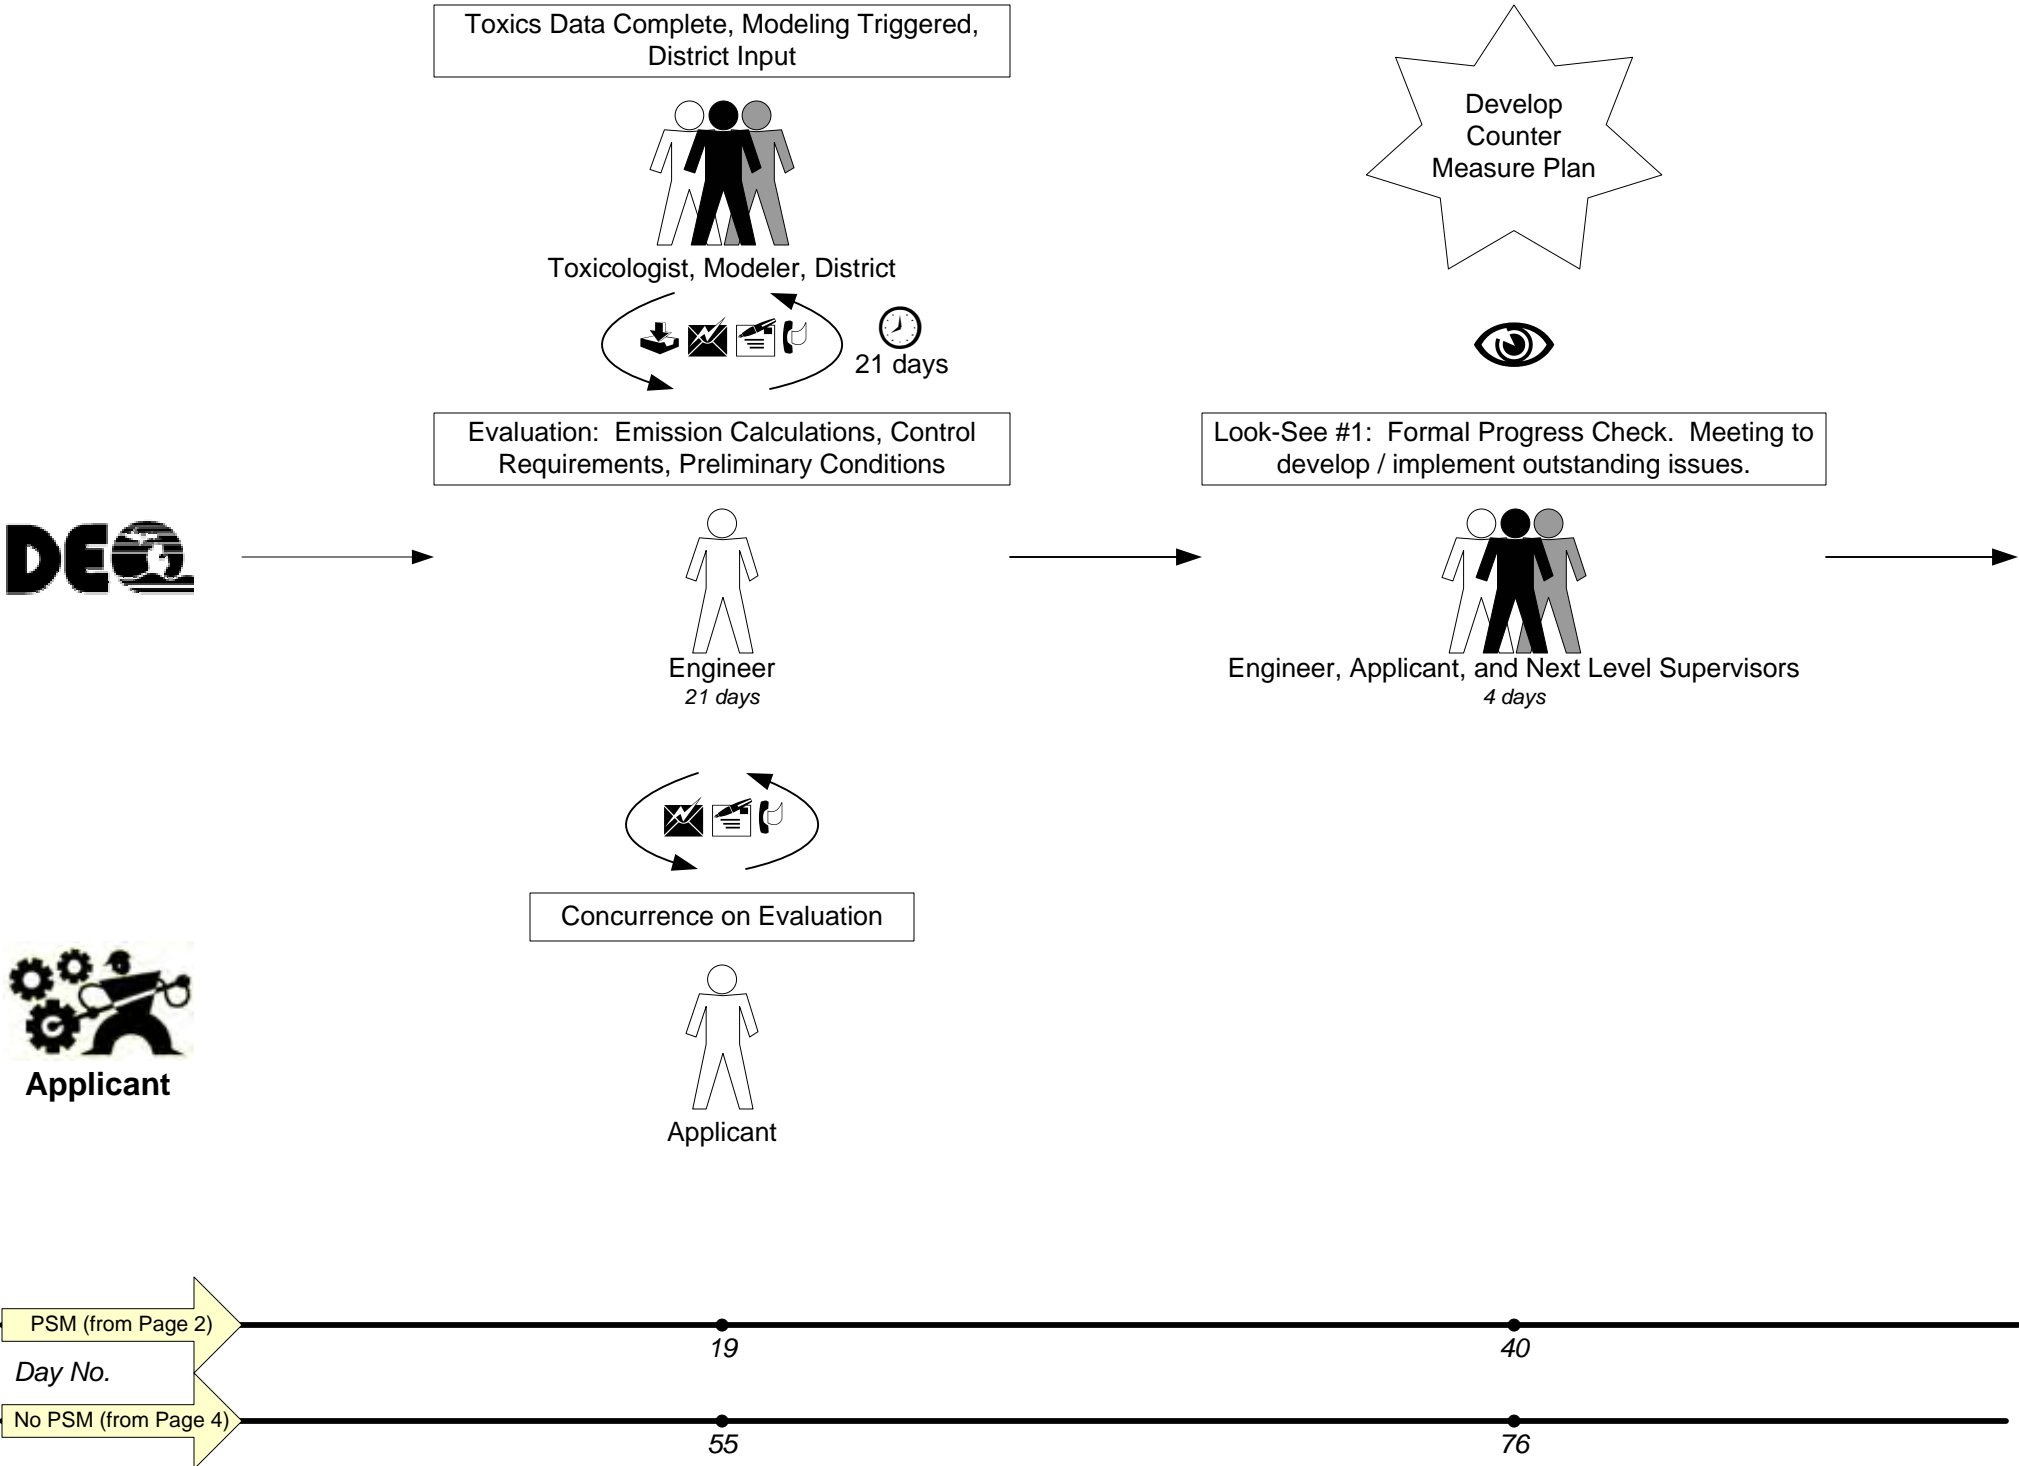 Toxics Data Complete, Modeling Triggered,
District Input
Develop
Counter
Measure Plan
Toxicologist, Modeler, District
21 days
Evaluation:  Emission Calculations, Control
Requirements, Preliminary Conditions
Look-See #1:  Formal Progress Check.  Meeting to
develop / implement outstanding issues.
DEQ
Engineer
21 days
Engineer, Applicant, and Next Level Supervisors
4 days
Concurrence on Evaluation
Applicant
Applicant
PSM (from Page 2)
19
40
Day No.
No PSM (from Page 4)
55
76